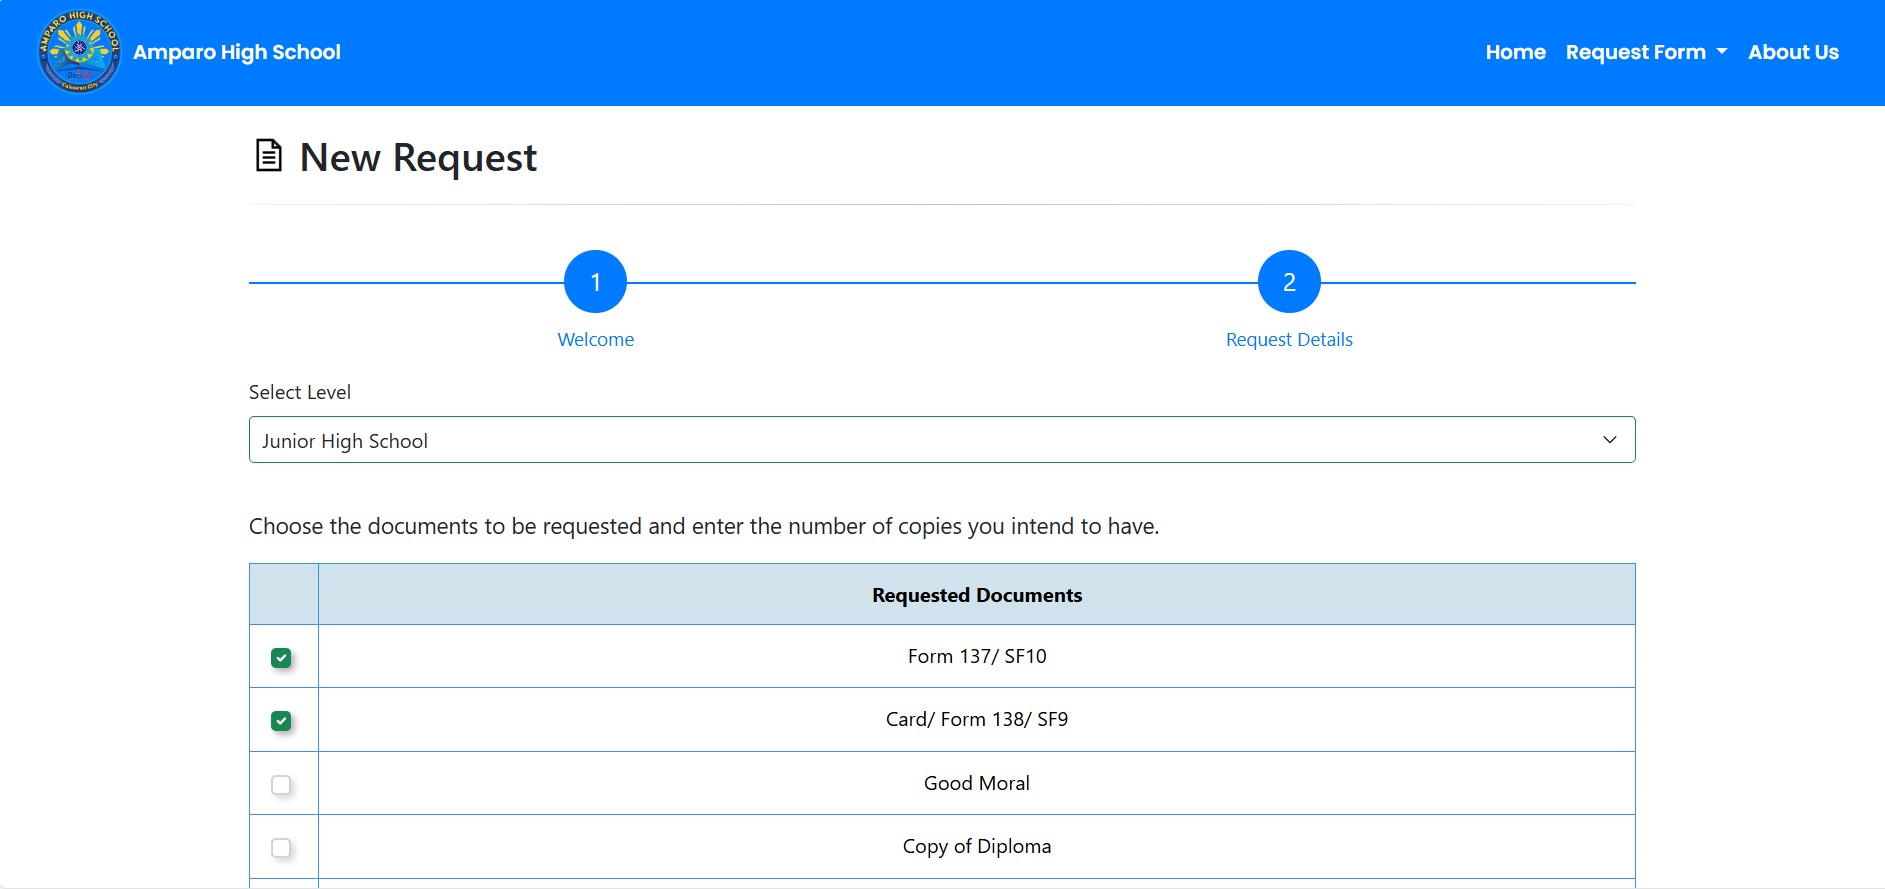 AMPARO HIGH SCHOOL
Caloocan City
Amparo High School
Home
Request Form
About Us
New Request
1
2
Welcome
Request Details
Select Level
Junior High School
Choose the documents to be requested and enter the number of copies you intend to have.
Requested Documents
Form 137/ SF10
Card/ Form 138/ SF9
Good Moral
Copy of Diploma